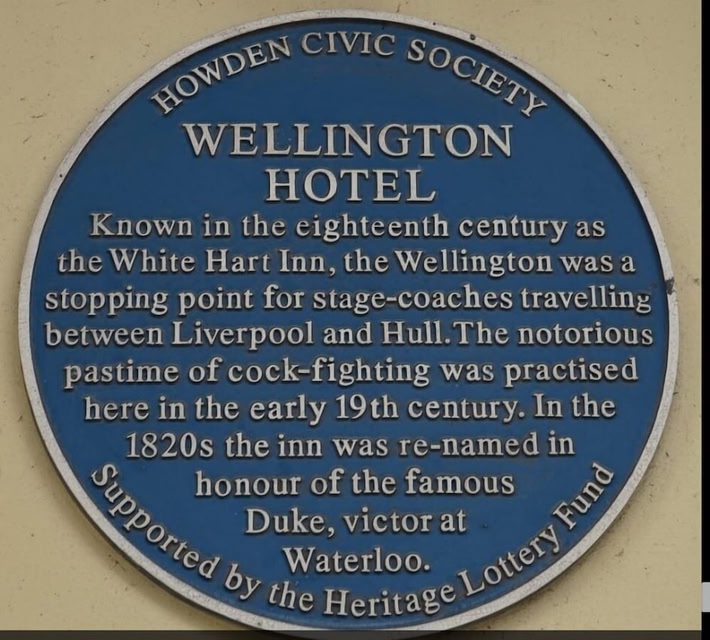 HOWDEN CIVIC SOCIETY
WELLINGTON
HOTEL
Known in the eighteenth century as
the White Hart Inn, the Wellington was a
stopping point for stage-coaches travelling
between Liverpool and Hull. The notorious
pastime of cock-fighting was practised
here in the early 19th century. In the
1820s the inn was re-named in
honour of the famous
Duke, victor at
Waterloo.
Supported by the Heritage Lottery Fund